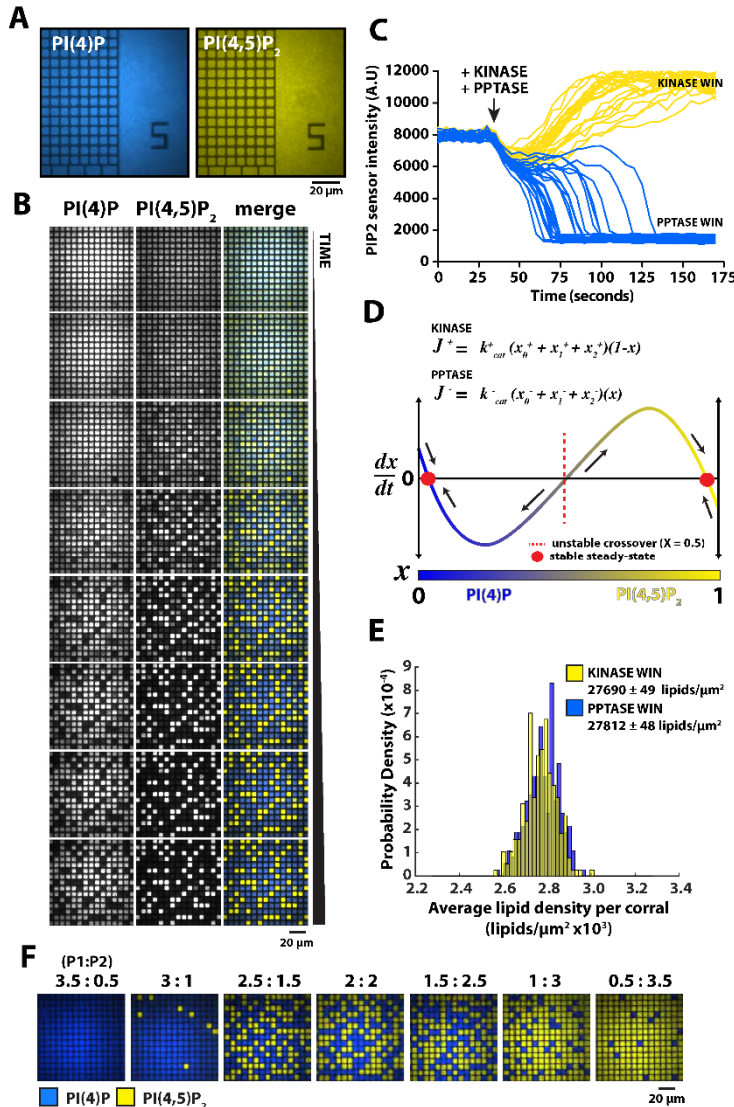 A
PI(4)P
PI(4,5)P2
5
5
20 μm
B
PI(4)P
PI(4,5)P2
merge
TIME
20 μm
C
+ KINASE
+ PPTASE
KINASE WIN
PPTASE WIN
12000
10000
8000
6000
4000
2000
0
0
25
50
75
100
125
150
175
PIP2 sensor intensity (A.U)
Time (seconds)
D
KINASE
J+ = k+cat (x0+ + x1+ + x2+)(1-x)
PPTASE
J- = k-cat (x0- + x1- + x2-)(x)
dx
dt
0
unstable crossover (X = 0.5)
stable steady-state
x
0
PI(4)P
PI(4,5)P2
1
E
KINASE WIN
27690 ± 49 lipids/μm²
PPTASE WIN
27812 ± 48 lipids/μm²
9
8
7
6
5
4
3
2
1
0
Probability Density (x10-4)
2.2
2.4
2.6
2.8
3.0
3.4
Average lipid density per corral
(lipids/μm² x10³)
F
(P1:P2)
3.5 : 0.5
3 : 1
2.5 : 1.5
2 : 2
1.5 : 2.5
1 : 3
0.5 : 3.5
PI(4)P
PI(4,5)P2
20 μm